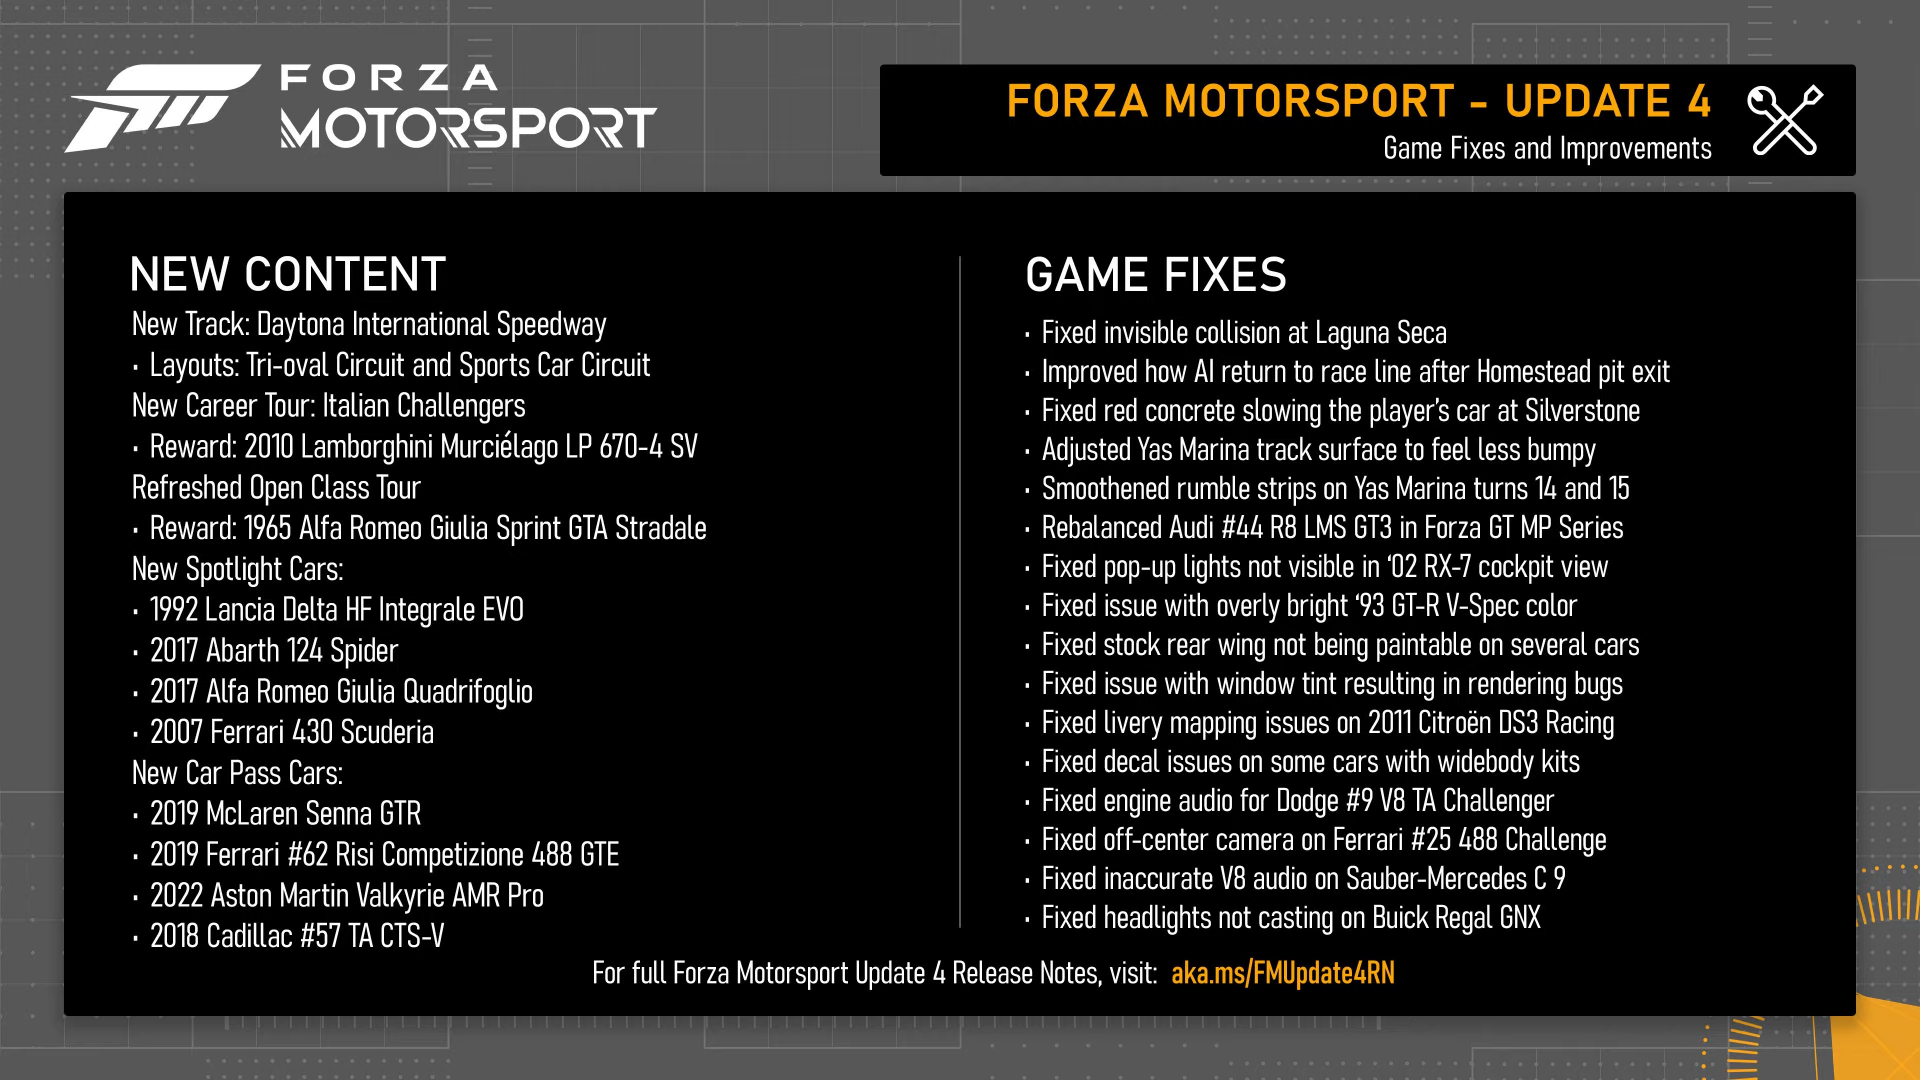 FORZA
MOTORSPORT
FORZA MOTORSPORT - UPDATE 4
Game Fixes and Improvements
NEW CONTENT
New Track: Daytona International Speedway
· Layouts: Tri-oval Circuit and Sports Car Circuit
New Career Tour: Italian Challengers
· Reward: 2010 Lamborghini Murciélago LP 670-4 SV
Refreshed Open Class Tour
· Reward: 1965 Alfa Romeo Giulia Sprint GTA Stradale
New Spotlight Cars:
· 1992 Lancia Delta HF Integrale EVO
· 2017 Abarth 124 Spider
· 2017 Alfa Romeo Giulia Quadrifoglio
· 2007 Ferrari 430 Scuderia
New Car Pass Cars:
· 2019 McLaren Senna GTR
· 2019 Ferrari #62 Risi Competizione 488 GTE
· 2022 Aston Martin Valkyrie AMR Pro
· 2018 Cadillac #57 TA CTS-V
GAME FIXES
· Fixed invisible collision at Laguna Seca
· Improved how AI return to race line after Homestead pit exit
· Fixed red concrete slowing the player’s car at Silverstone
· Adjusted Yas Marina track surface to feel less bumpy
· Smoothened rumble strips on Yas Marina turns 14 and 15
· Rebalanced Audi #44 R8 LMS GT3 in Forza GT MP Series
· Fixed pop-up lights not visible in ‘02 RX-7 cockpit view
· Fixed issue with overly bright ‘93 GT-R V-Spec color
· Fixed stock rear wing not being paintable on several cars
· Fixed issue with window tint resulting in rendering bugs
· Fixed livery mapping issues on 2011 Citroën DS3 Racing
· Fixed decal issues on some cars with widebody kits
· Fixed engine audio for Dodge #9 V8 TA Challenger
· Fixed off-center camera on Ferrari #25 488 Challenge
· Fixed inaccurate V8 audio on Sauber-Mercedes C 9
· Fixed headlights not casting on Buick Regal GNX
For full Forza Motorsport Update 4 Release Notes, visit: aka.ms/FMUpdate4RN